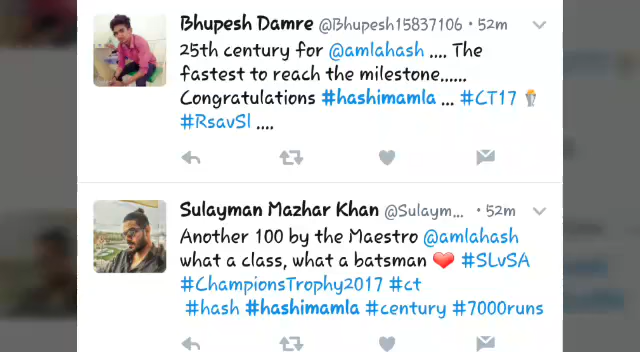 Bhupesh Damre @Bhupesh15837106 • 52m
25th century for @amlahash .... The
fastest to reach the milestone......
Congratulations #hashimamla ... #CT17
#RsavSl ....
Sulayman Mazhar Khan @Sulaym... • 52m
Another 100 by the Maestro @amlahash
what a class, what a batsman ❤ #SLvSA
#ChampionsTrophy2017 #ct
#hash #hashimamla #century #7000runs